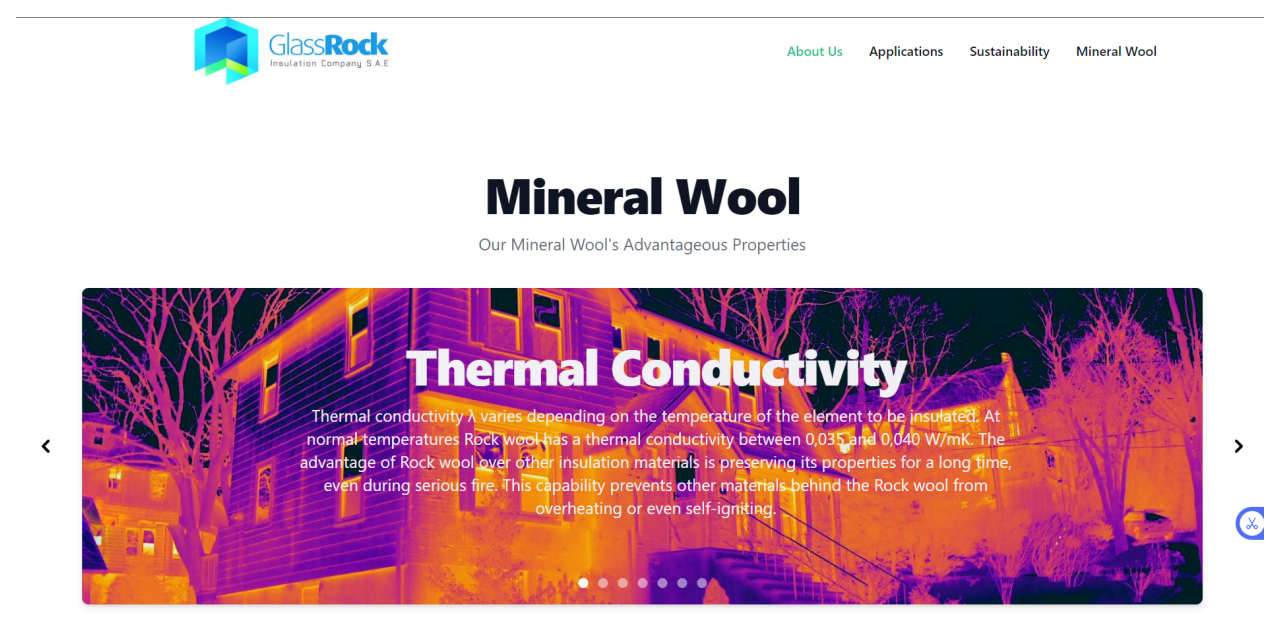 GlassRock
Insulation Company S.A.E
About Us
Applications
Sustainability
Mineral Wool
Mineral Wool
Our Mineral Wool's Advantageous Properties
Thermal Conductivity
Thermal conductivity λ varies depending on the temperature of the element to be insulated. At
normal temperatures Rock wool has a thermal conductivity between 0,035 and 0,040 W/mK. The
advantage of Rock wool over other insulation materials is preserving its properties for a long time,
even during serious fire. This capability prevents other materials behind the Rock wool from
overheating or even self-igniting.